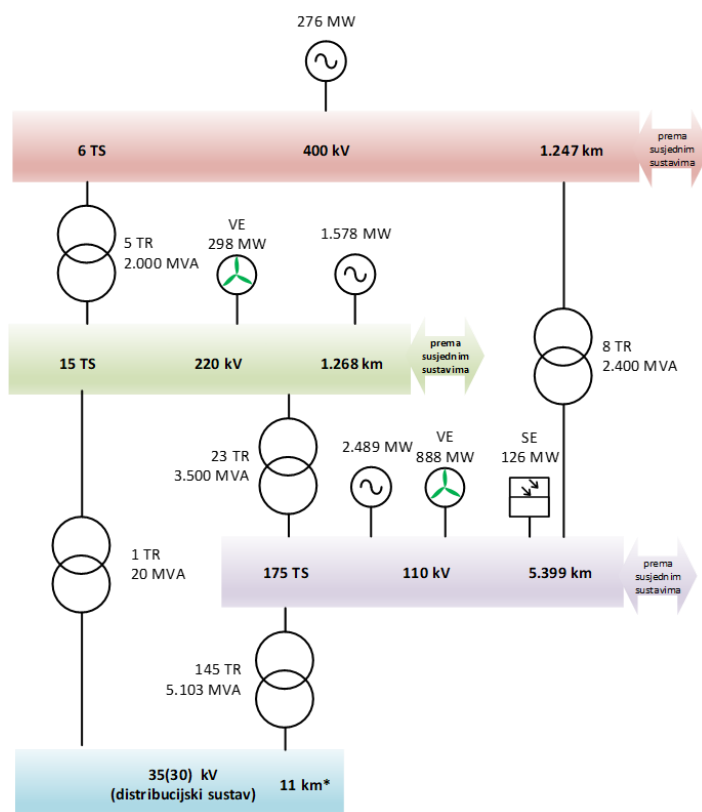 276 MW
6 TS
400 kV
1.247 km
prema
susjednim
sustavima
5 TR
2.000 MVA
VE
298 MW
1.578 MW
15 TS
220 kV
1.268 km
prema
susjednim
sustavima
8 TR
2.400 MVA
23 TR
3.500 MVA
2.489 MW
VE
888 MW
SE
126 MW
1 TR
20 MVA
175 TS
110 kV
5.399 km
prema
susjednim
sustavima
145 TR
5.103 MVA
35(30) kV
(distribucijski sustav)
11 km*